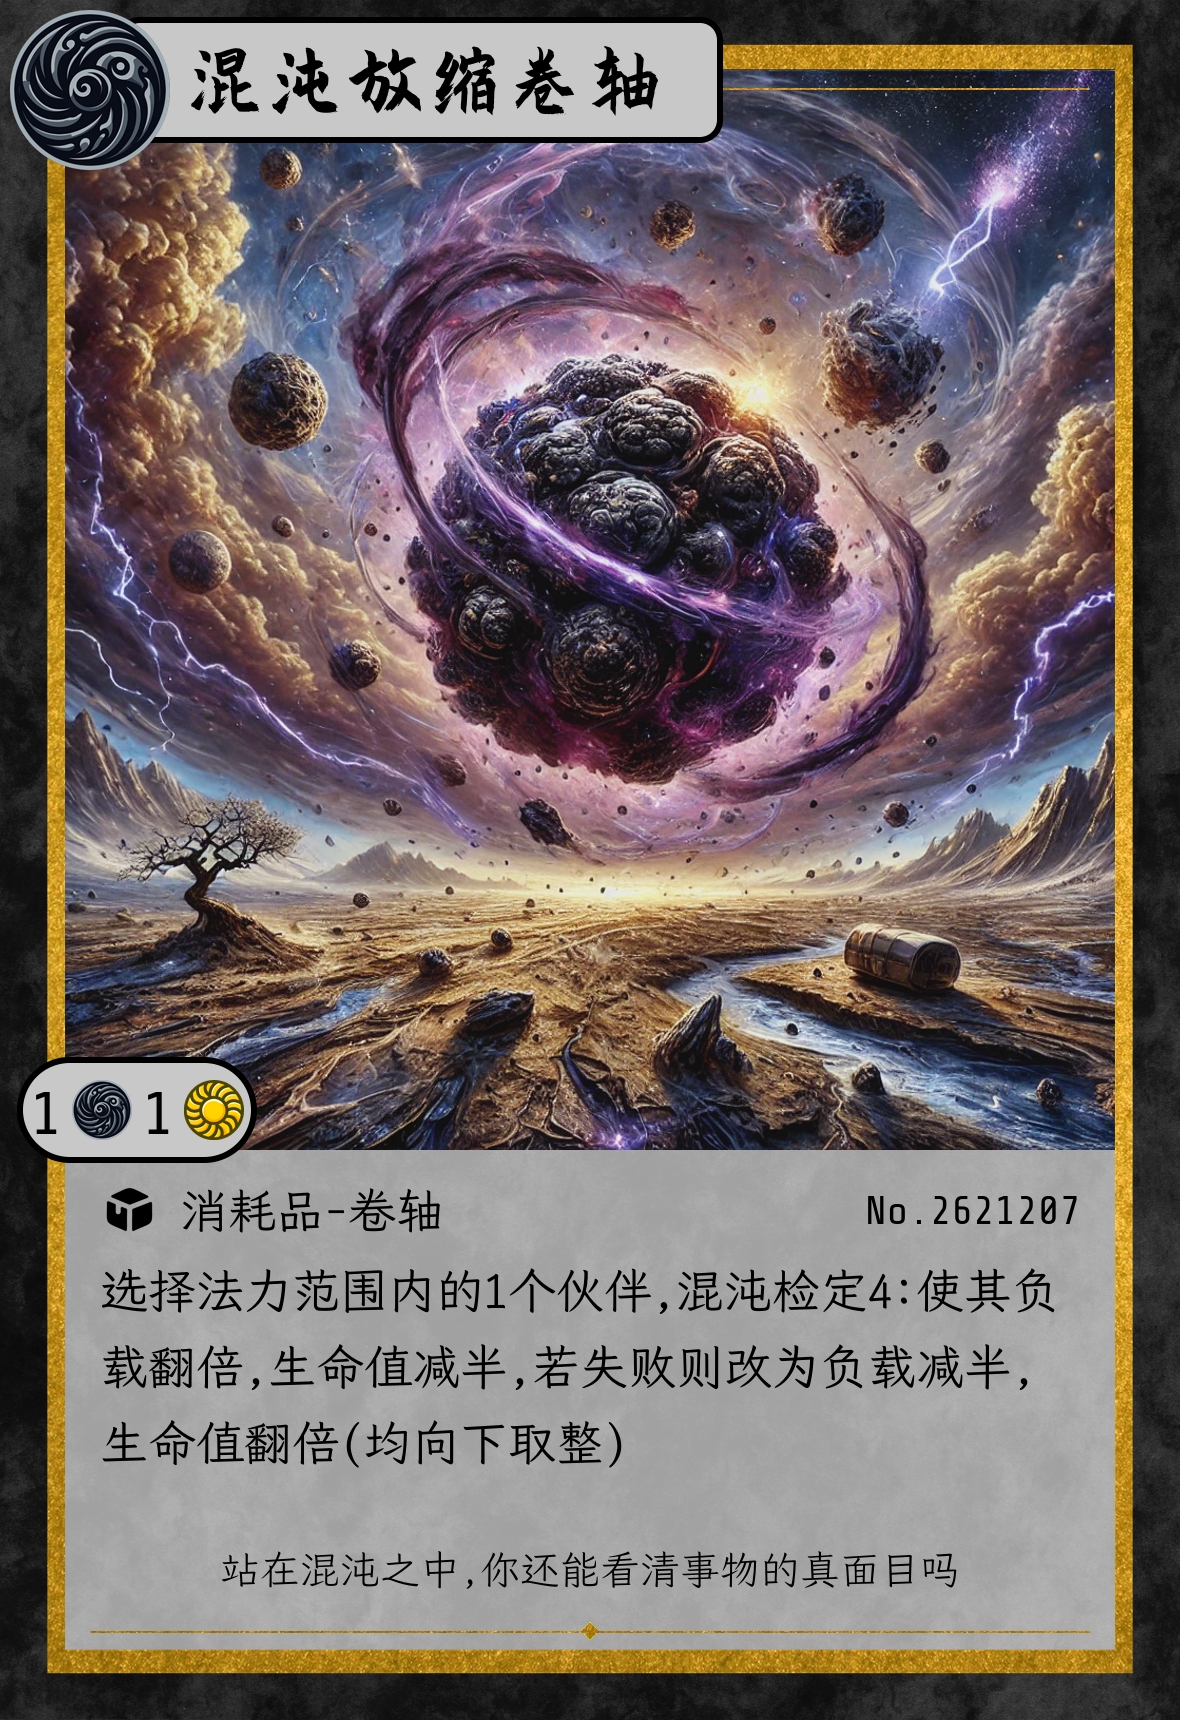 混沌放缩卷轴
1 1
消耗品-卷轴 No.2621207
选择法力范围内的1个伙伴,混沌检定4:使其负
载翻倍,生命值减半,若失败则改为负载减半,
生命值翻倍(均向下取整)
站在混沌之中,你还能看清事物的真面目吗